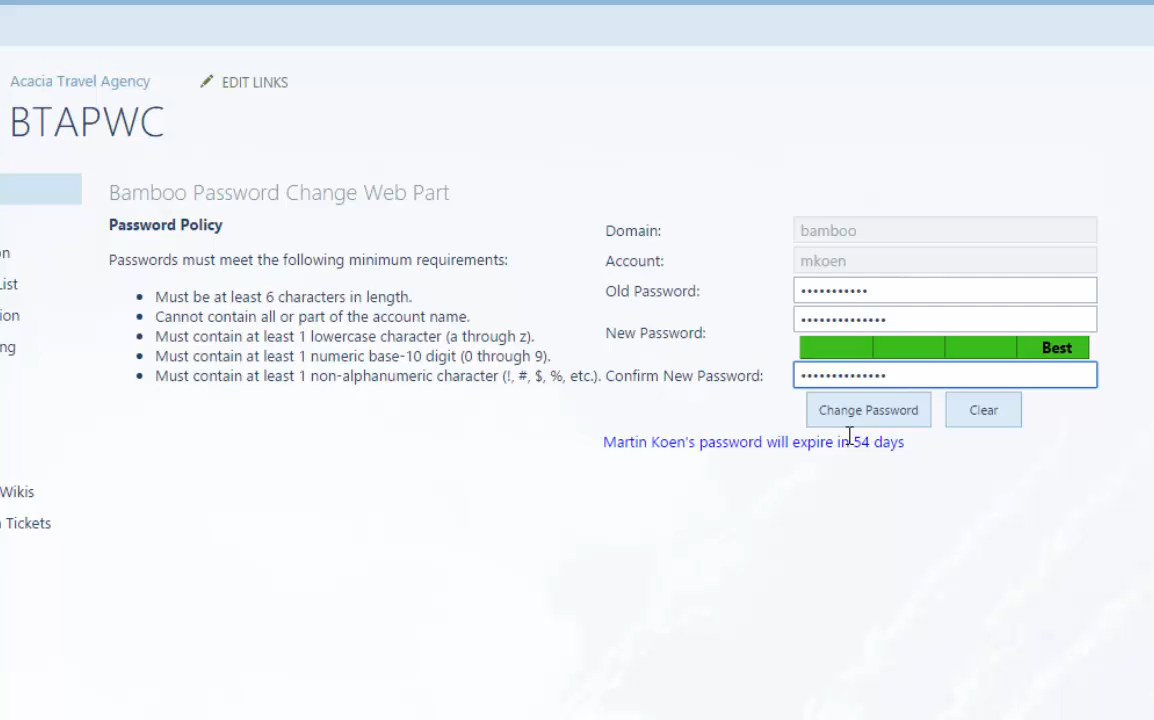 Acacia Travel Agency EDIT LINKS
BTAPWC
Bamboo Password Change Web Part
Password Policy
Passwords must meet the following minimum requirements:
• Must be at least 6 characters in length.
• Cannot contain all or part of the account name.
• Must contain at least 1 lowercase character (a through z).
• Must contain at least 1 numeric base-10 digit (0 through 9).
• Must contain at least 1 non-alphanumeric character (!, #, $, %, etc.).
Domain: bamboo
Account: mkoen
Old Password: •••••••••••
New Password: ••••••••••••••
Best
Confirm New Password: ••••••••••••••
Change Password Clear
Martin Koen's password will expire in 54 days
on
List
ion
ng
Wikis
Tickets